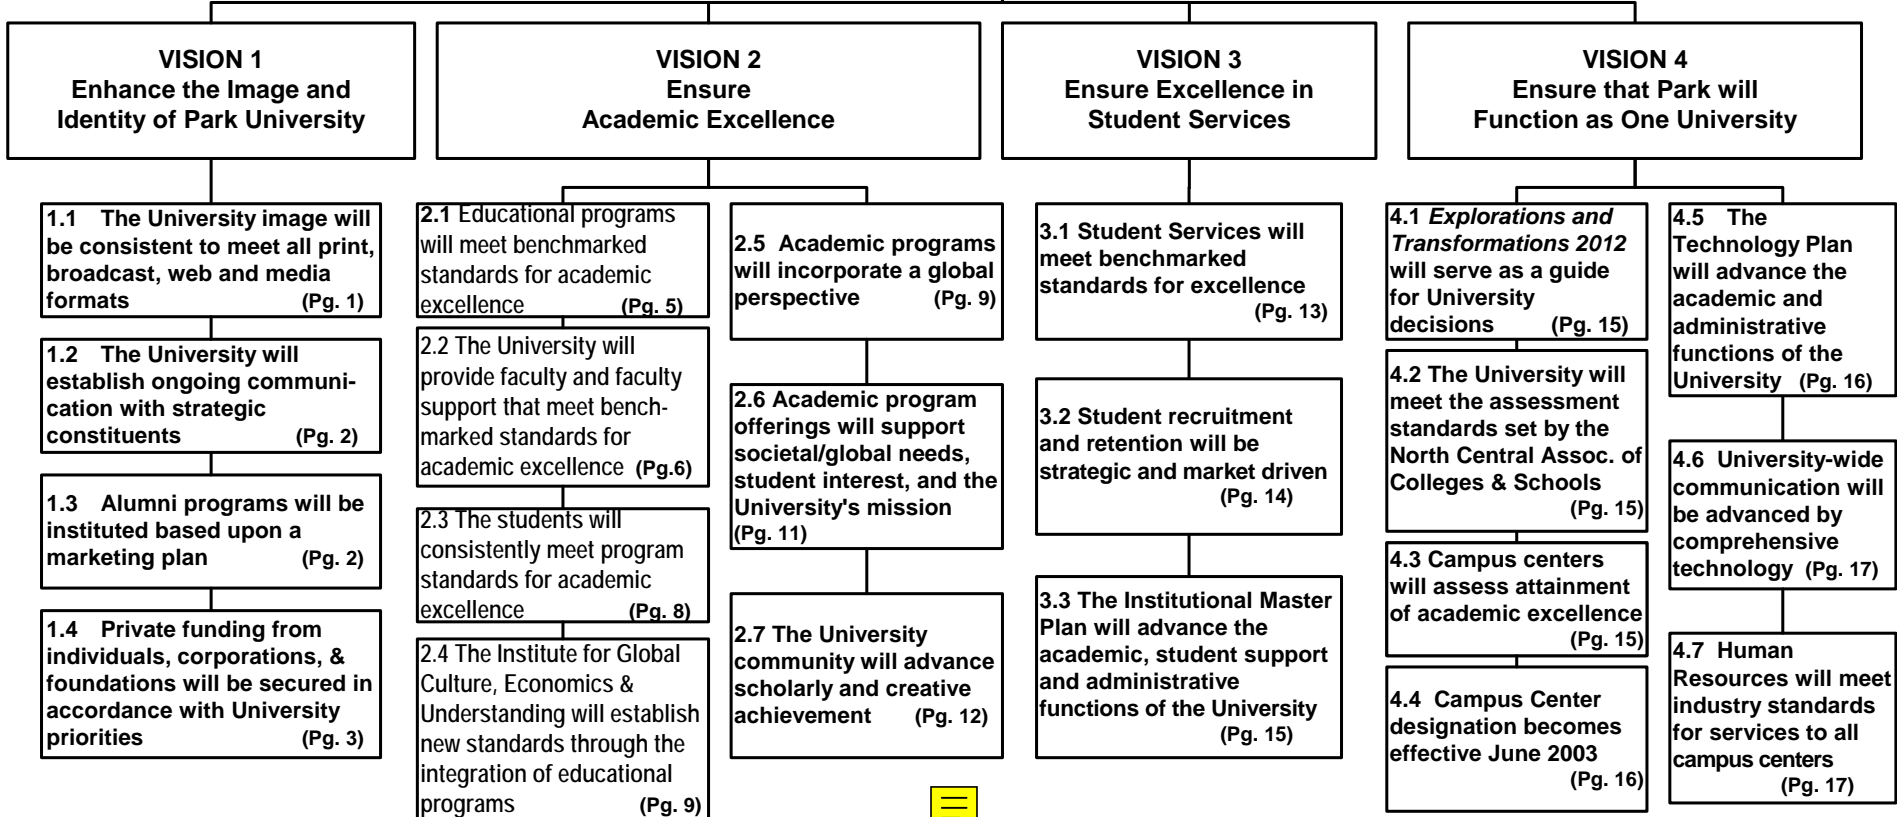 VISION 1
Enhance the Image and
Identity of Park University
VISION 2
Ensure
Academic Excellence
VISION 3
Ensure Excellence in
Student Services
VISION 4
Ensure that Park will
Function as One University
1.1 The University image will
be consistent to meet all print,
broadcast, web and media
formats (Pg. 1)
1.2 The University will
establish ongoing communi-
cation with strategic
constituents (Pg. 2)
1.3 Alumni programs will be
instituted based upon a
marketing plan (Pg. 2)
1.4 Private funding from
individuals, corporations, &
foundations will be secured in
accordance with University
priorities (Pg. 3)
2.1 Educational programs
will meet benchmarked
standards for academic
excellence (Pg. 5)
2.2 The University will
provide faculty and faculty
support that meet bench-
marked standards for
academic excellence (Pg.6)
2.3 The students will
consistently meet program
standards for academic
excellence (Pg. 8)
2.4 The Institute for Global
Culture, Economics &
Understanding will establish
new standards through the
integration of educational
programs (Pg. 9)
2.5 Academic programs
will incorporate a global
perspective (Pg. 9)
2.6 Academic program
offerings will support
societal/global needs,
student interest, and the
University's mission
(Pg. 11)
2.7 The University
community will advance
scholarly and creative
achievement (Pg. 12)
3.1 Student Services will
meet benchmarked
standards for excellence
(Pg. 13)
3.2 Student recruitment
and retention will be
strategic and market driven
(Pg. 14)
3.3 The Institutional Master
Plan will advance the
academic, student support
and administrative
functions of the University
(Pg. 15)
4.1 Explorations and
Transformations 2012
will serve as a guide
for University
decisions (Pg. 15)
4.2 The University will
meet the assessment
standards set by the
North Central Assoc. of
Colleges & Schools
(Pg. 15)
4.3 Campus centers
will assess attainment
of academic excellence
(Pg. 15)
4.4 Campus Center
designation becomes
effective June 2003
(Pg. 16)
4.5 The
Technology Plan
will advance the
academic and
administrative
functions of the
University (Pg. 16)
4.6 University-wide
communication will
be advanced by
comprehensive
technology (Pg. 17)
4.7 Human
Resources will meet
industry standards
for services to all
campus centers
(Pg. 17)